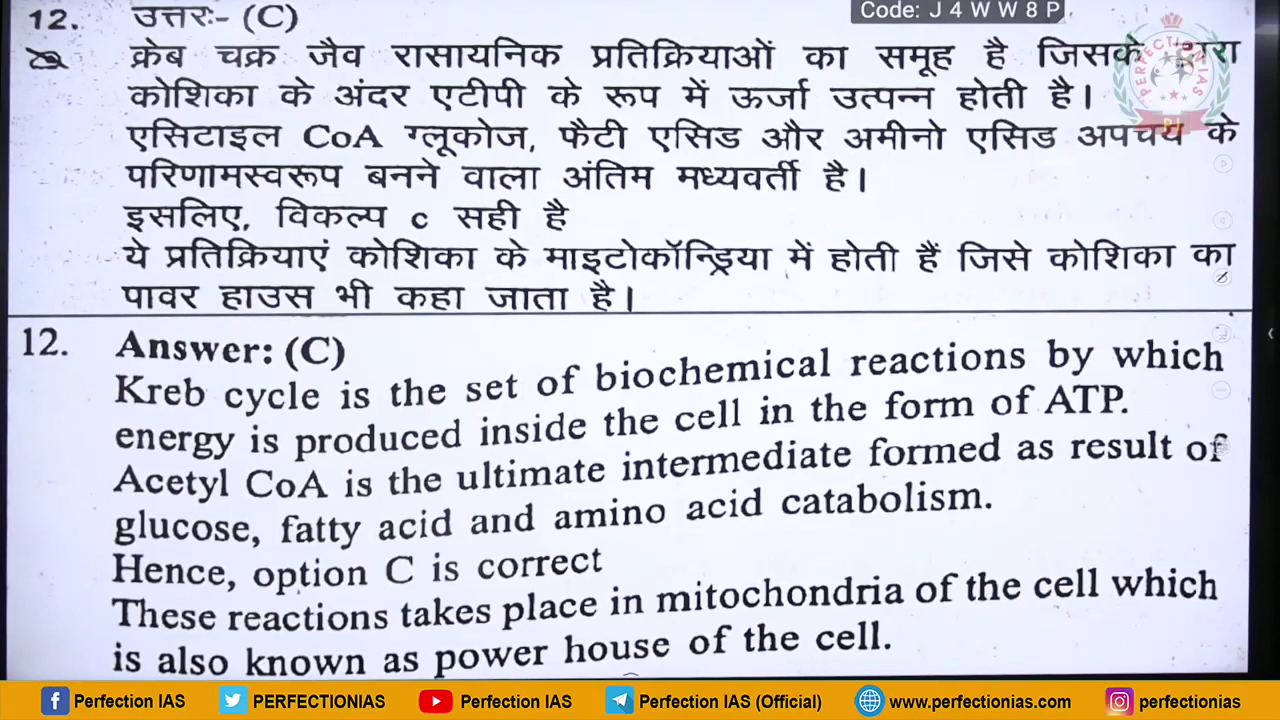 Code: J 4 W W 8 P
12. उत्तरः- (C)
क्रेब चक्र जैव रासायनिक प्रतिक्रियाओं का समूह है जिसके द्वारा
कोशिका के अंदर एटीपी के रूप में ऊर्जा उत्पन्न होती है।
एसिटाइल CoA ग्लूकोज, फैटी एसिड और अमीनो एसिड अपचय के
परिणामस्वरूप बनने वाला अंतिम मध्यवर्ती है।
इसलिए, विकल्प c सही है
ये प्रतिक्रियाएं कोशिका के माइटोकॉन्ड्रिया में होती हैं जिसे कोशिका का
पावर हाउस भी कहा जाता है।
12. Answer: (C)
Kreb cycle is the set of biochemical reactions by which
energy is produced inside the cell in the form of ATP.
Acetyl CoA is the ultimate intermediate formed as result of
glucose, fatty acid and amino acid catabolism.
Hence, option C is correct
These reactions takes place in mitochondria of the cell which
is also known as power house of the cell.
PERFECTION IAS
PI
Perfection IAS PERFECTIONIAS Perfection IAS Perfection IAS (Official) www.perfectionias.com perfectionias